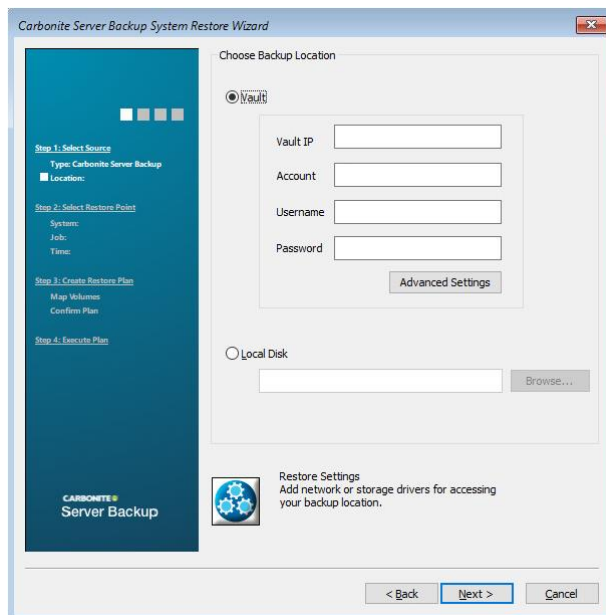 Carbonite Server Backup System Restore Wizard
Step 1: Select Source
Type: Carbonite Server Backup
Location:
Step 2: Select Restore Point
System:
Job:
Time:
Step 3: Create Restore Plan
Map Volumes
Confirm Plan
Step 4: Execute Plan
CARBONITE
Server Backup
Choose Backup Location
Vault
Vault IP
Account
Username
Password
Advanced Settings
Local Disk
Browse...
Restore Settings
Add network or storage drivers for accessing
your backup location.
< Back Next > Cancel